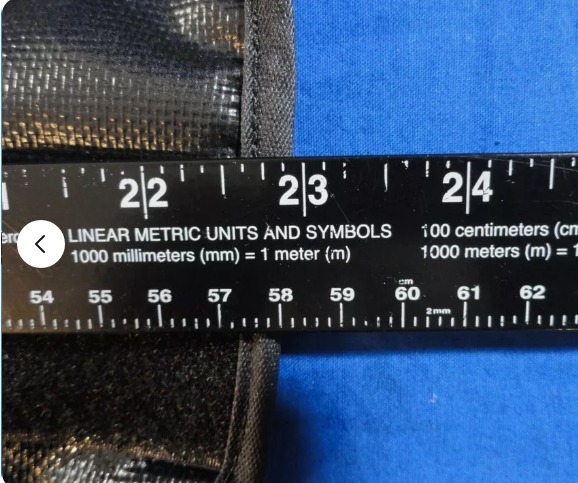 22 23 24
LINEAR METRIC UNITS AND SYMBOLS 100 centimeters
1000 millimeters (mm) = 1 meter (m) 1000 meters (m) =
cm
54 55 56 57 58 59 60 61 62
2mm